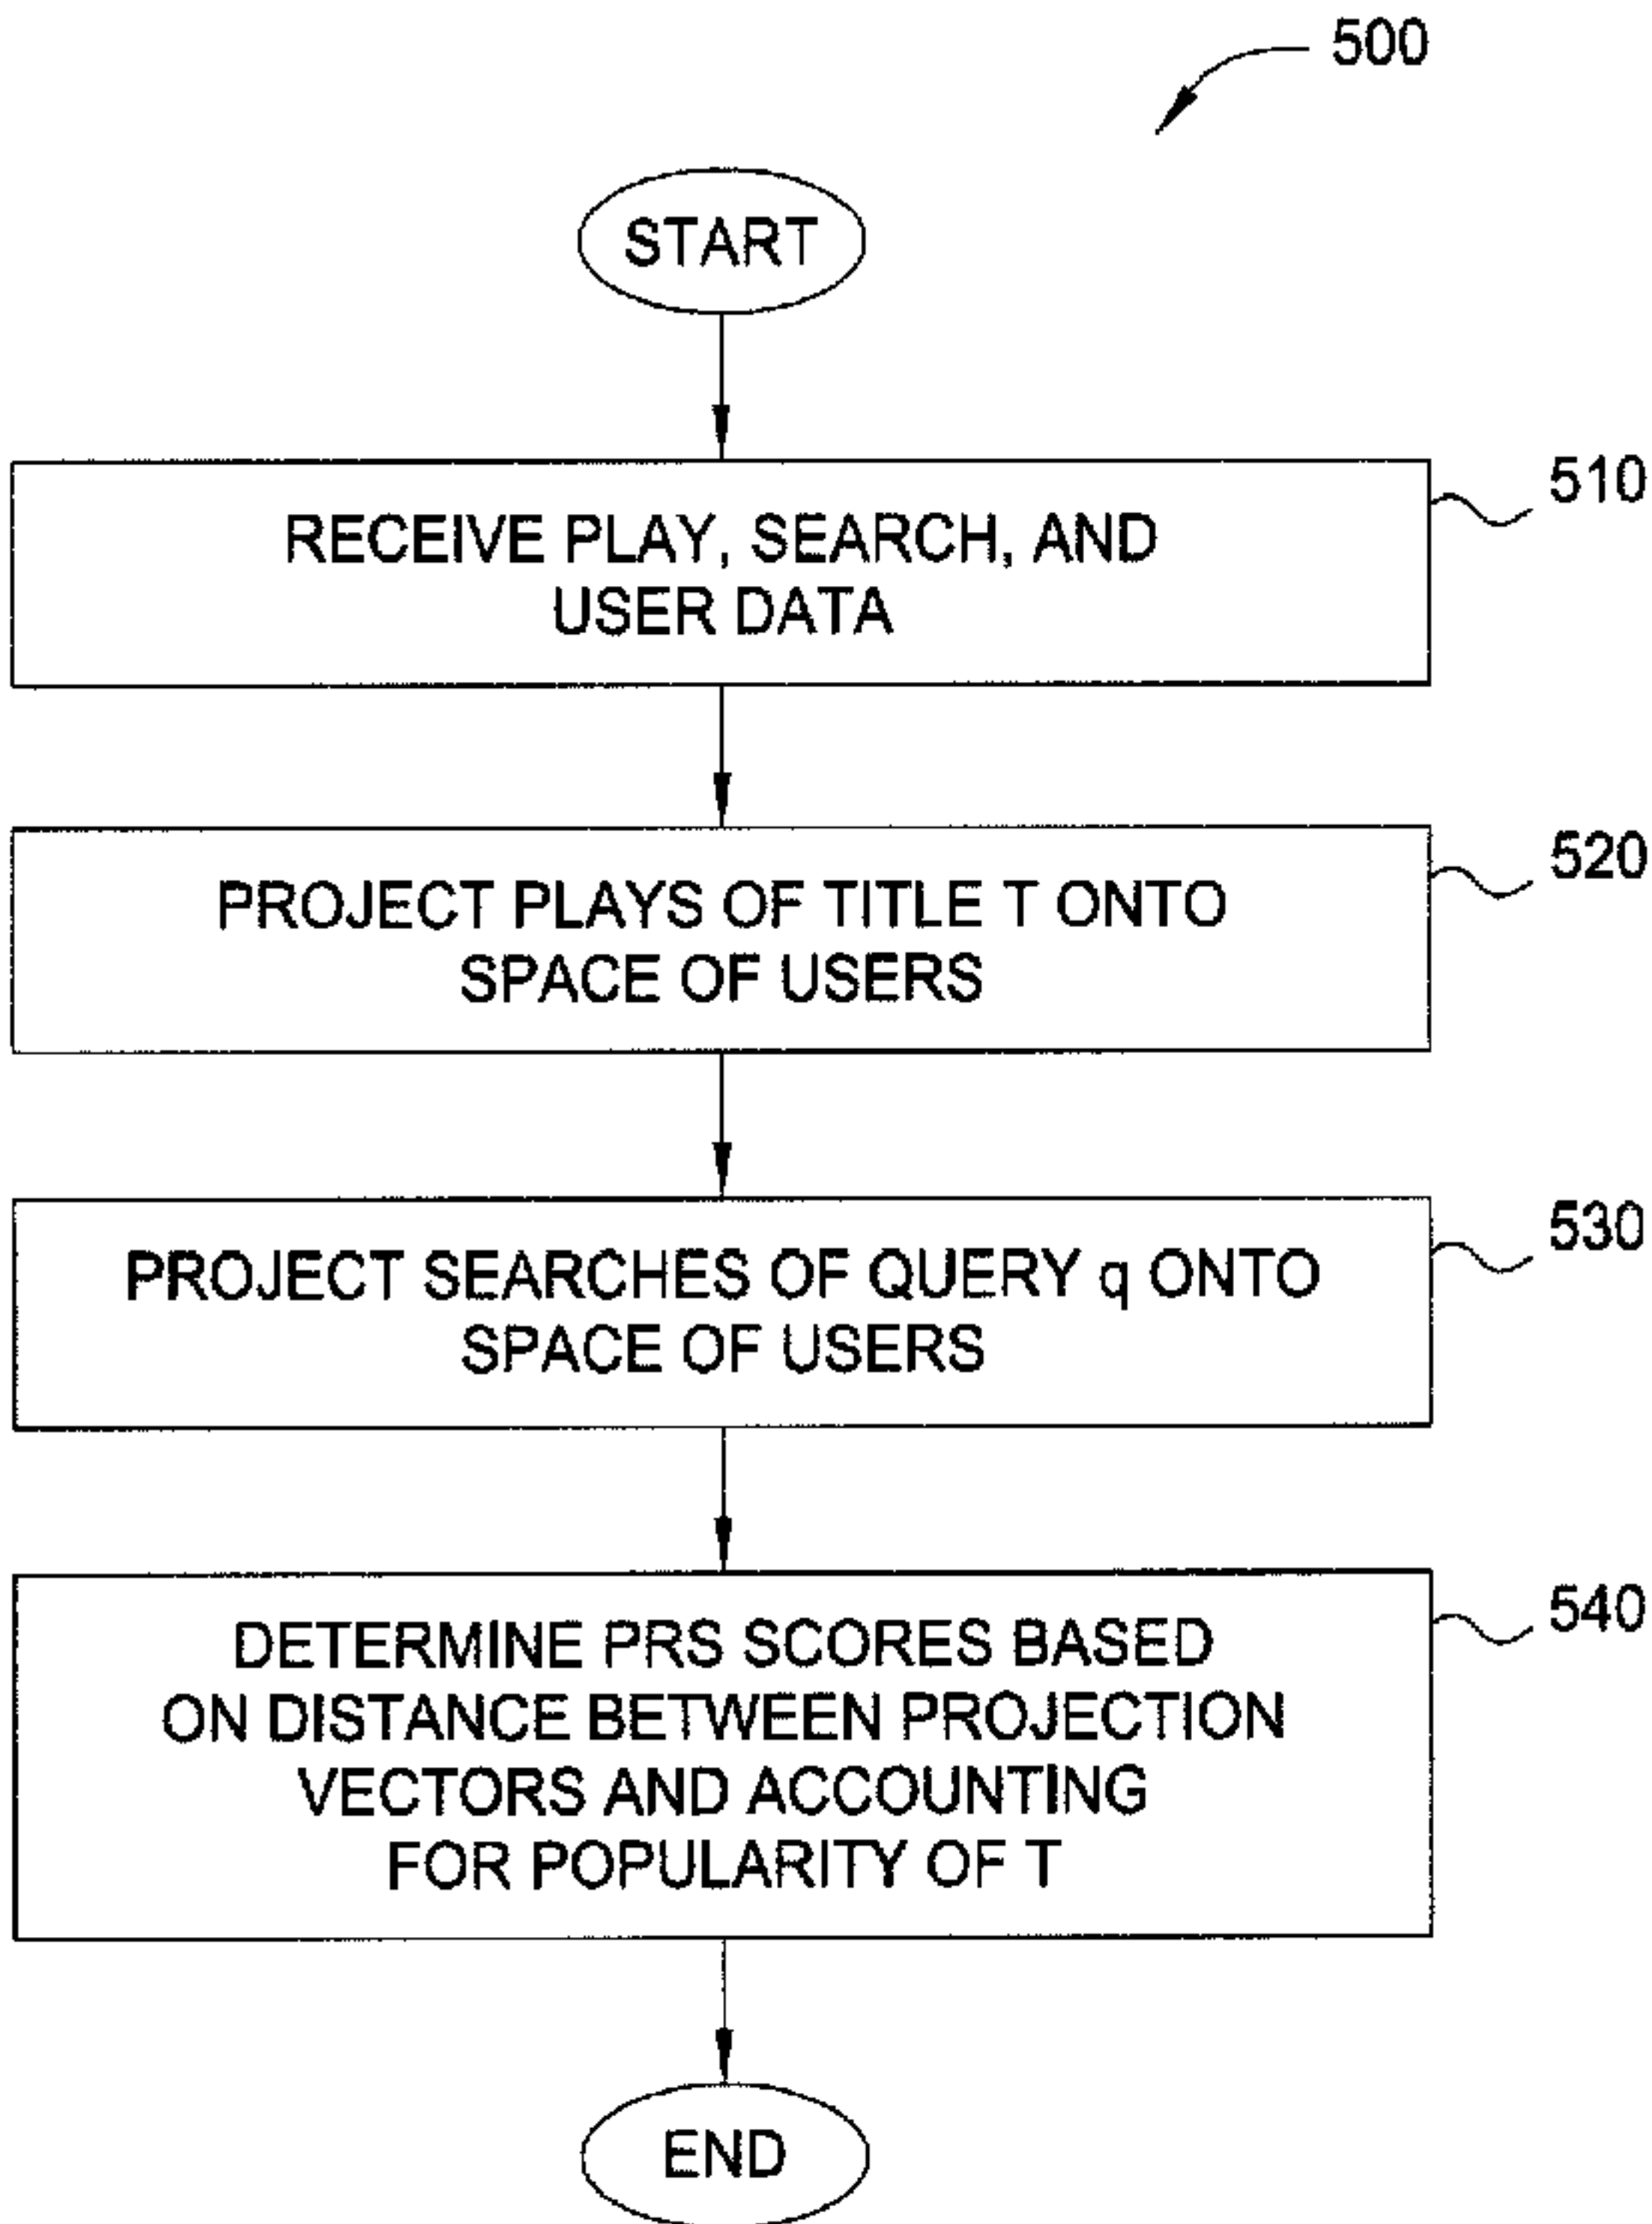 500
START
510
RECEIVE PLAY, SEARCH, AND
USER DATA
520
PROJECT PLAYS OF TITLE T ONTO
SPACE OF USERS
530
PROJECT SEARCHES OF QUERY q ONTO
SPACE OF USERS
540
DETERMINE PRS SCORES BASED
ON DISTANCE BETWEEN PROJECTION
VECTORS AND ACCOUNTING
FOR POPULARITY OF T
END